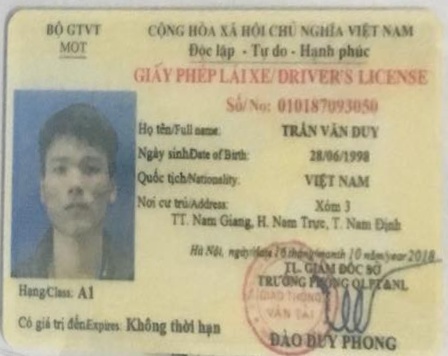 BỘ GTVT
MOT
CỘNG HÒA XÃ HỘI CHỦ NGHĨA VIỆT NAM
Độc lập - Tự do - Hạnh phúc
GIẤY PHÉP LÁI XE/DRIVER'S LICENSE
Số/No: 010187093050
Họ tên/Full name: TRẦN VĂN DUY
Ngày sinh/Date of Birth: 28/06/1998
Quốc tịch/Nationality: VIỆT NAM
Nơi cư trú/Address: Xóm 3
TT. Nam Giang, H. Nam Trực, T. Nam Định
Hà Nội, ngày/date 16 tháng/month 10 năm/year 2018
TL. GIÁM ĐỐC SỞ
TRƯỞNG PHÒNG QLPT&NL
GIAO THÔNG
VẬN TẢI
Hạng/Class: A1
Có giá trị đến/Expires: Không thời hạn
ĐÀO DUY PHONG